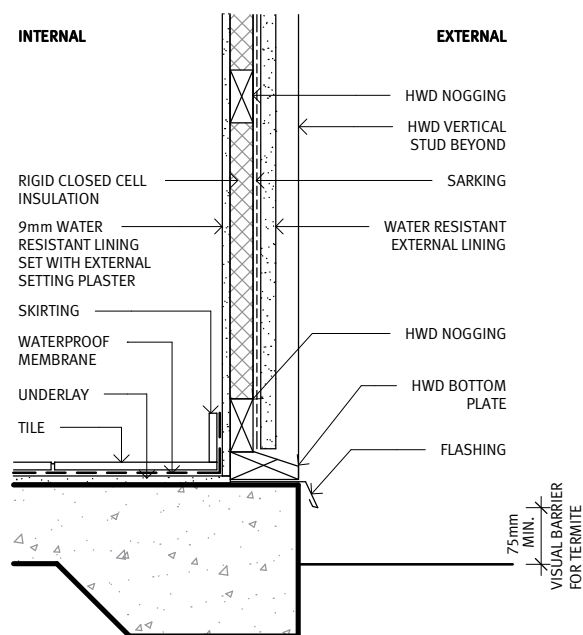 INTERNAL
EXTERNAL
HWD NOGGING
HWD VERTICAL
STUD BEYOND
RIGID CLOSED CELL
INSULATION
SARKING
9mm WATER
RESISTANT LINING
SET WITH EXTERNAL
SETTING PLASTER
WATER RESISTANT
EXTERNAL LINING
SKIRTING
WATERPROOF
MEMBRANE
HWD NOGGING
UNDERLAY
HWD BOTTOM
PLATE
TILE
FLASHING
75mm
MIN.
VISUAL BARRIER
FOR TERMITE